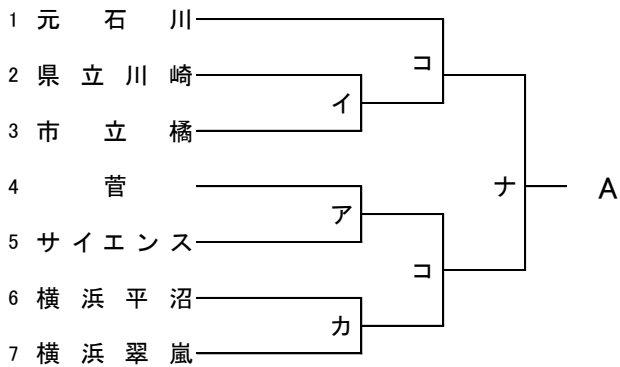 1 元石川
コ
2 県立川崎
イ
3 市立橘
4 菅
ナ A
ア
5 サイエンス
コ
6 横浜平沼
カ
7 横浜翠嵐